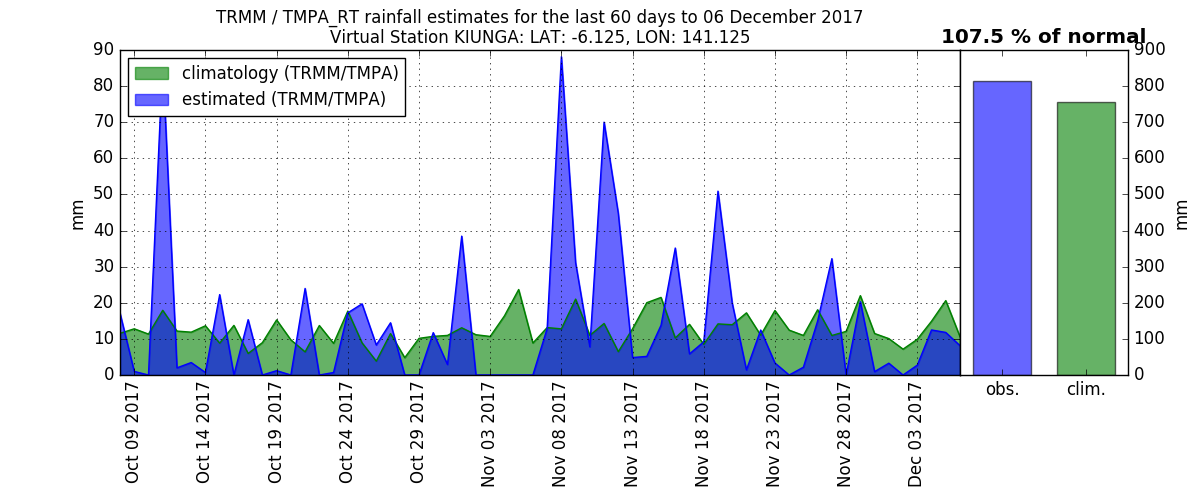 TRMM / TMPA_RT rainfall estimates for the last 60 days to 06 December 2017
Virtual Station KIUNGA: LAT: -6.125, LON: 141.125
107.5 % of normal
climatology (TRMM/TMPA)
estimated (TRMM/TMPA)
90
80
70
60
50
40
30
20
10
0
mm
Oct 09 2017
Oct 14 2017
Oct 19 2017
Oct 24 2017
Oct 29 2017
Nov 03 2017
Nov 08 2017
Nov 13 2017
Nov 18 2017
Nov 23 2017
Nov 28 2017
Dec 03 2017
obs.
clim.
900
800
700
600
500
400
300
200
100
0
mm